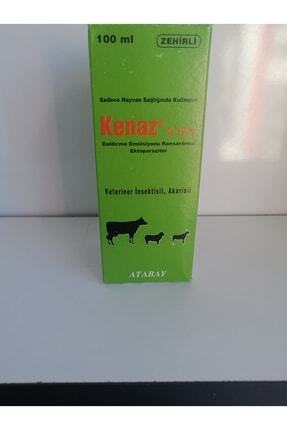 100 ml
ZEHİRLİ
Sadece Hayvan Sağlığında Kullanılır
Kenaz
Daldırma Emülsiyonu Konsantresi
Ektoparaziter
Veteriner İnsektisit, Akarisit
ATABAY